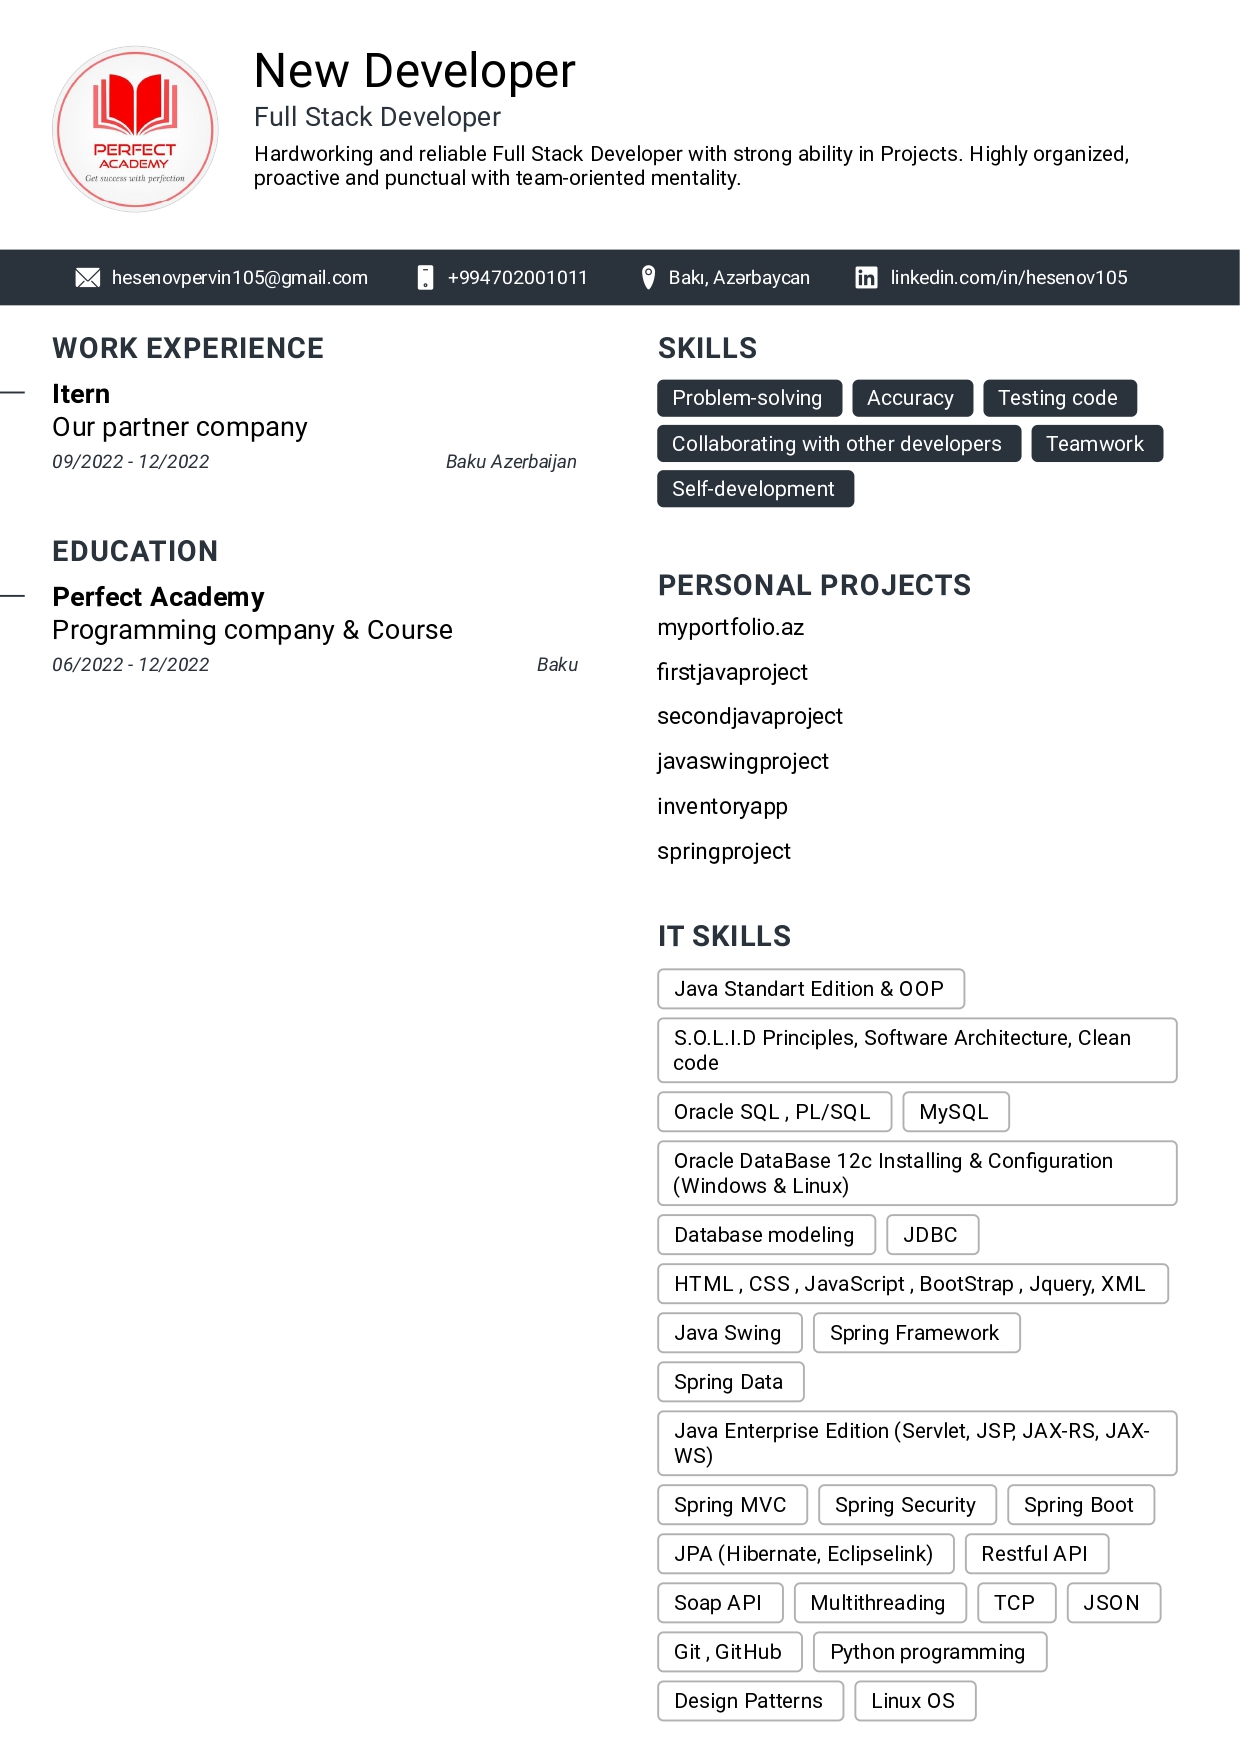 PERFECT
ACADEMY
Get success with perfection
New Developer
Full Stack Developer
Hardworking and reliable Full Stack Developer with strong ability in Projects. Highly organized,
proactive and punctual with team-oriented mentality.
hesenovpervin105@gmail.com
+994702001011
Bakı, Azərbaycan
linkedin.com/in/hesenov105
WORK EXPERIENCE
Itern
Our partner company
09/2022 - 12/2022
Baku Azerbaijan
EDUCATION
Perfect Academy
Programming company & Course
06/2022 - 12/2022
Baku
SKILLS
Problem-solving
Accuracy
Testing code
Collaborating with other developers
Teamwork
Self-development
PERSONAL PROJECTS
myportfolio.az
firstjavaproject
secondjavaproject
javaswingproject
inventoryapp
springproject
IT SKILLS
Java Standart Edition & OOP
S.O.L.I.D Principles, Software Architecture, Clean
code
Oracle SQL , PL/SQL
MySQL
Oracle DataBase 12c Installing & Configuration
(Windows & Linux)
Database modeling
JDBC
HTML , CSS , JavaScript , BootStrap , Jquery, XML
Java Swing
Spring Framework
Spring Data
Java Enterprise Edition (Servlet, JSP, JAX-RS, JAX-
WS)
Spring MVC
Spring Security
Spring Boot
JPA (Hibernate, Eclipselink)
Restful API
Soap API
Multithreading
TCP
JSON
Git , GitHub
Python programming
Design Patterns
Linux OS